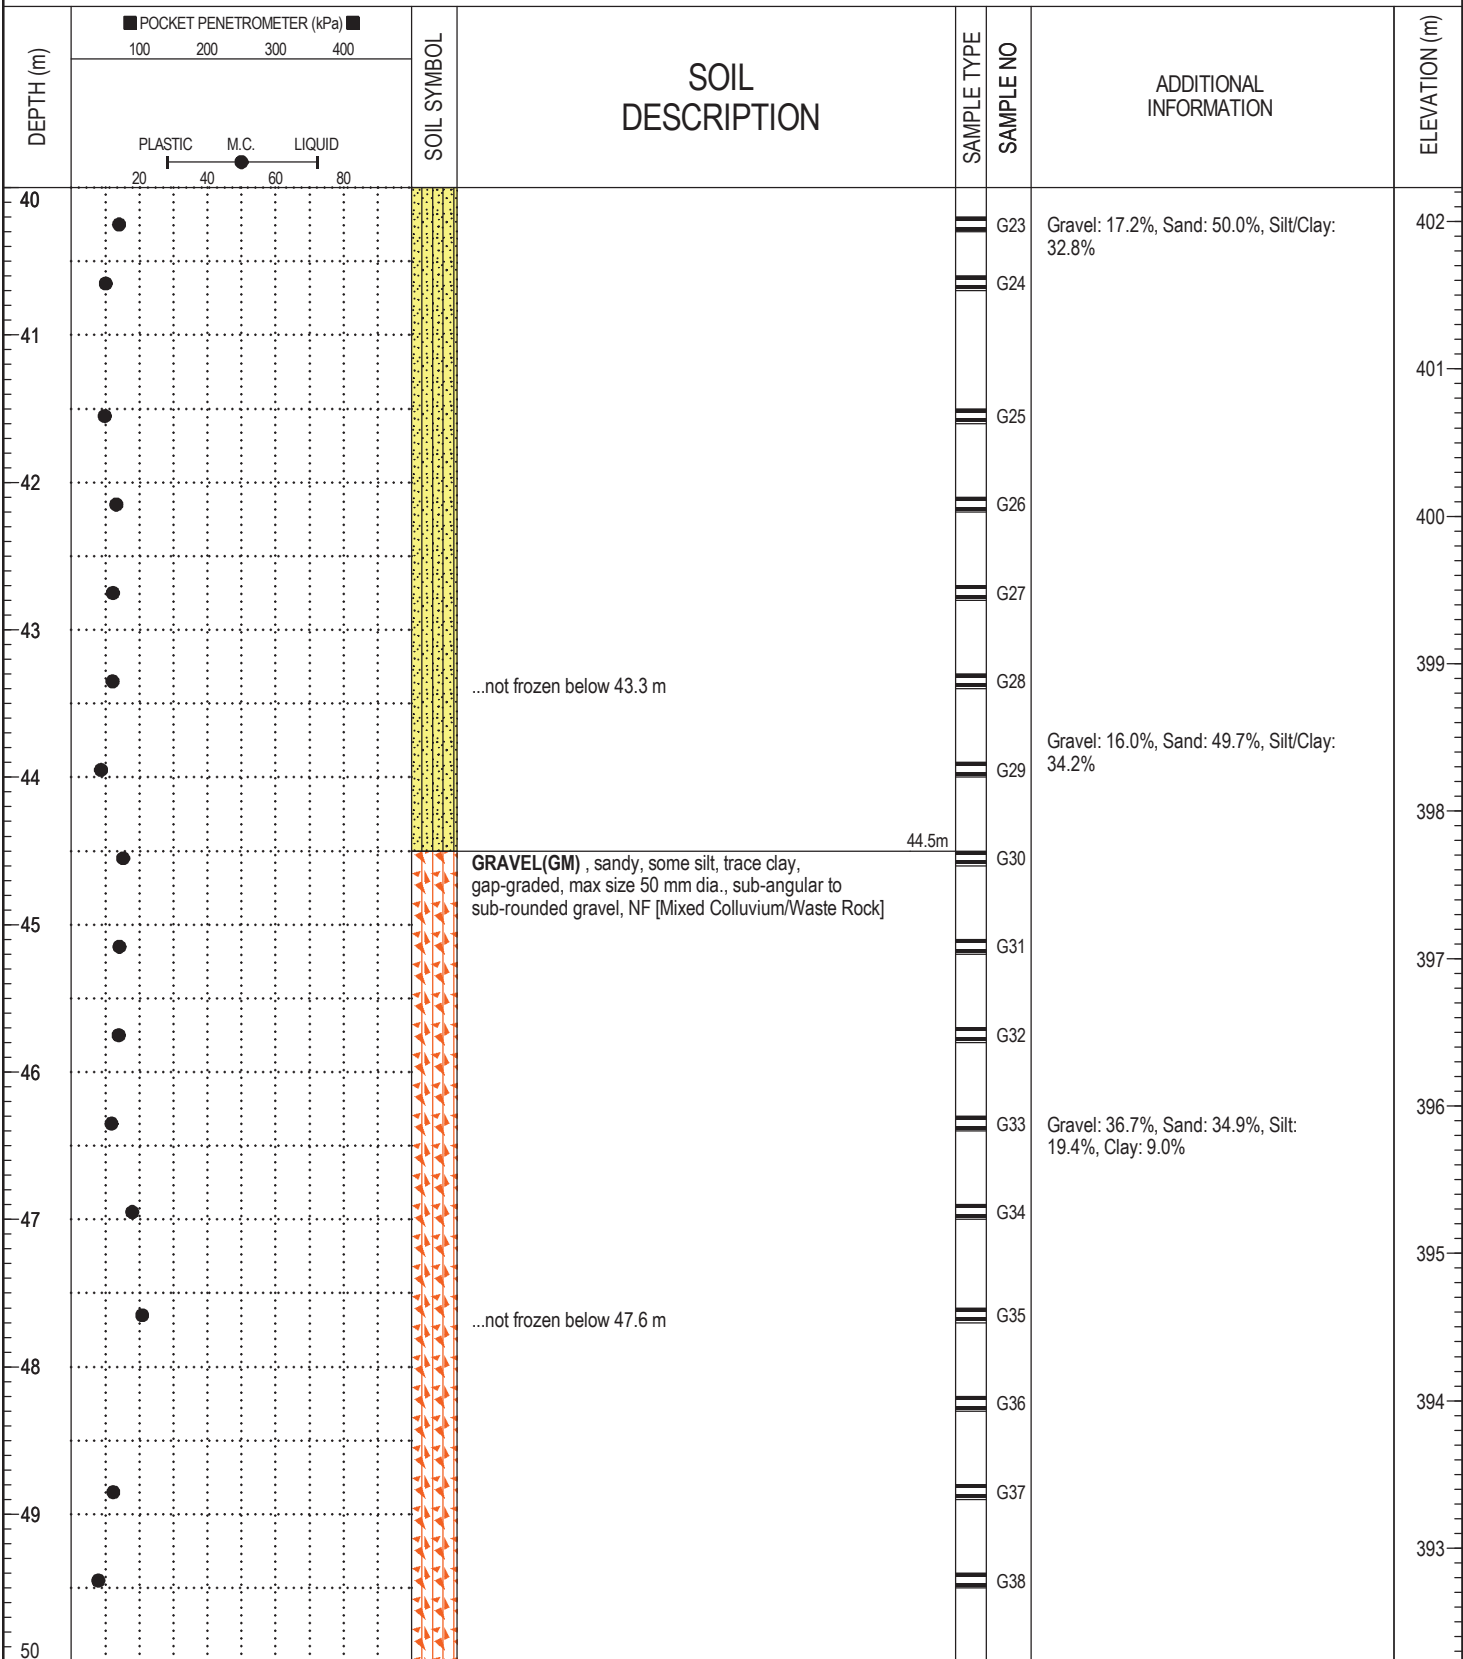 POCKET PENETROMETER (kPa)
100 200 300 400
DEPTH (m)
PLASTIC M.C. LIQUID
20 40 60 80
SOIL SYMBOL
SOIL
DESCRIPTION
SAMPLE TYPE
SAMPLE NO
ADDITIONAL
INFORMATION
ELEVATION (m)
40
G23 Gravel: 17.2%, Sand: 50.0%, Silt/Clay:
32.8%
402
G24
41
401
G25
42
G26
400
G27
43
399
...not frozen below 43.3 m
G28
Gravel: 16.0%, Sand: 49.7%, Silt/Clay:
34.2%
G29
44
398
44.5m
G30
GRAVEL(GM) , sandy, some silt, trace clay,
gap-graded, max size 50 mm dia., sub-angular to
sub-rounded gravel, NF [Mixed Colluvium/Waste Rock]
45
G31
397
G32
46
396
G33 Gravel: 36.7%, Sand: 34.9%, Silt:
19.4%, Clay: 9.0%
G34
47
395
...not frozen below 47.6 m
G35
48
G36
394
G37
49
393
G38
50